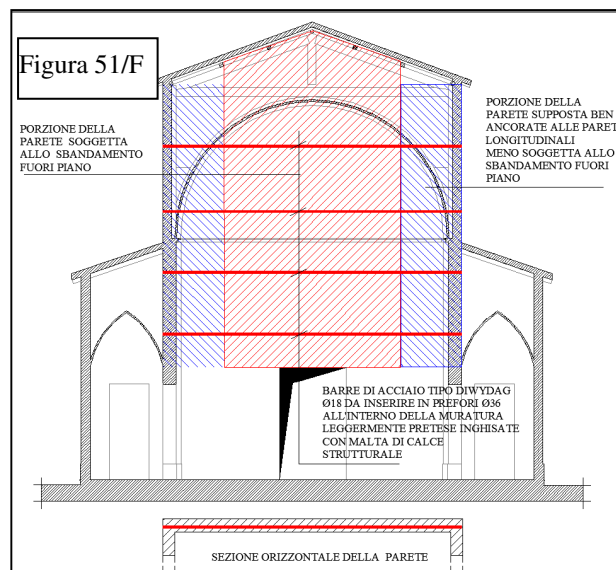 Figura 51/F
PORZIONE DELLA
PARETE SOGGETTA
ALLO SBANDAMENTO
FUORI PIANO
PORZIONE DELLA
PARETE SUPPOSTA BEN
ANCORATE ALLE PARET
LONGITUDINALI
MENO SOGGETTA ALLO
SBANDAMENTO FUORI
PIANO
BARRE DI ACCIAIO TIPO DIWYDAG
Ø18 DA INSERIRE IN PREFORI Ø36
ALL'INTERNO DELLA MURATURA
LEGGERMENTE PRETESE INGHISATE
CON MALTA DI CALCE
STRUTTURALE
SEZIONE ORIZZONTALE DELLA PARETE